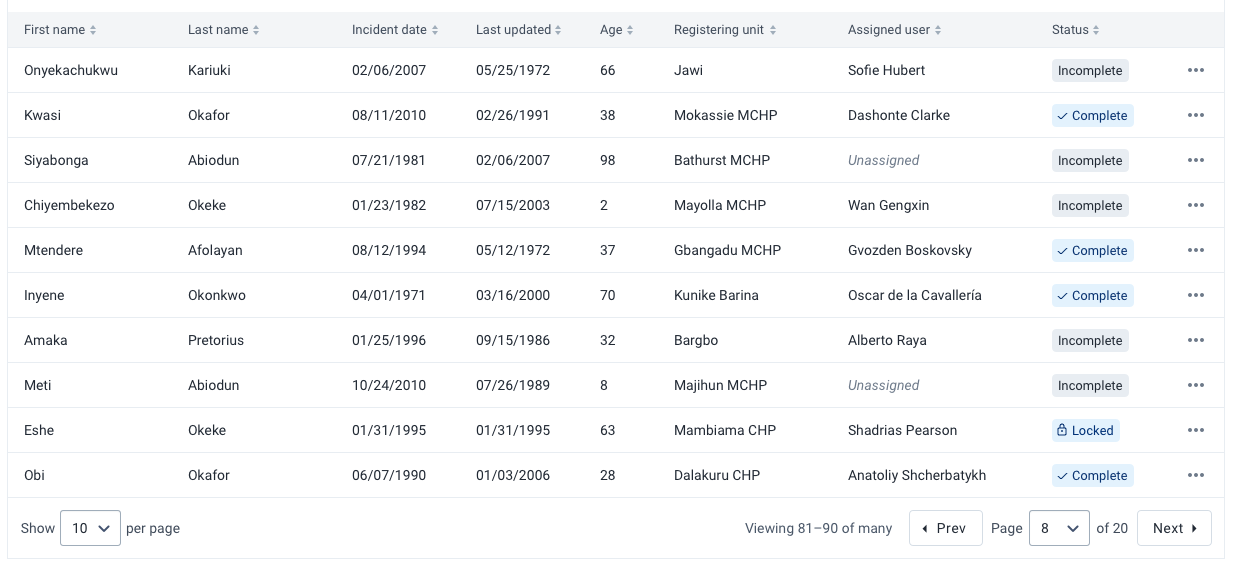 First name Last name Incident date Last updated Age Registering unit Assigned user Status
Onyekachukwu Kariuki 02/06/2007 05/25/1972 66 Jawi Sofie Hubert Incomplete
Kwasi Okafor 08/11/2010 02/26/1991 38 Mokassie MCHP Dashonte Clarke Complete
Siyabonga Abiodun 07/21/1981 02/06/2007 98 Bathurst MCHP Unassigned Incomplete
Chiyembekezo Okeke 01/23/1982 07/15/2003 2 Mayolla MCHP Wan Gengxin Incomplete
Mtendere Afolayan 08/12/1994 05/12/1972 37 Gbangadu MCHP Gvozden Boskovsky Complete
Inyene Okonkwo 04/01/1971 03/16/2000 70 Kunike Barina Oscar de la Cavallería Complete
Amaka Pretorius 01/25/1996 09/15/1986 32 Bargbo Alberto Raya Incomplete
Meti Abiodun 10/24/2010 07/26/1989 8 Majihun MCHP Unassigned Incomplete
Eshe Okeke 01/31/1995 01/31/1995 63 Mambiama CHP Shadrias Pearson Locked
Obi Okafor 06/07/1990 01/03/2006 28 Dalakuru CHP Anatoliy Shcherbatykh Complete
Show 10 per page Viewing 81–90 of many Prev Page 8 of 20 Next